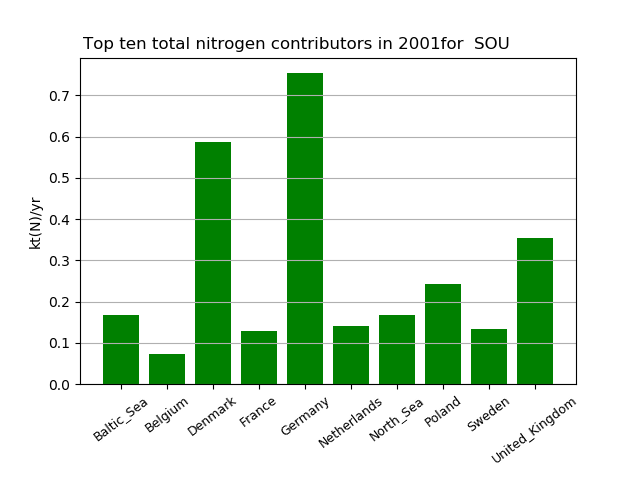 Top ten total nitrogen contributors in 2001for  SOU
kt(N)/yr
0.7
0.6
0.5
0.4
0.3
0.2
0.1
0.0
Baltic_Sea
Belgium
Denmark
France
Germany
Netherlands
North_Sea
Poland
Sweden
United_Kingdom